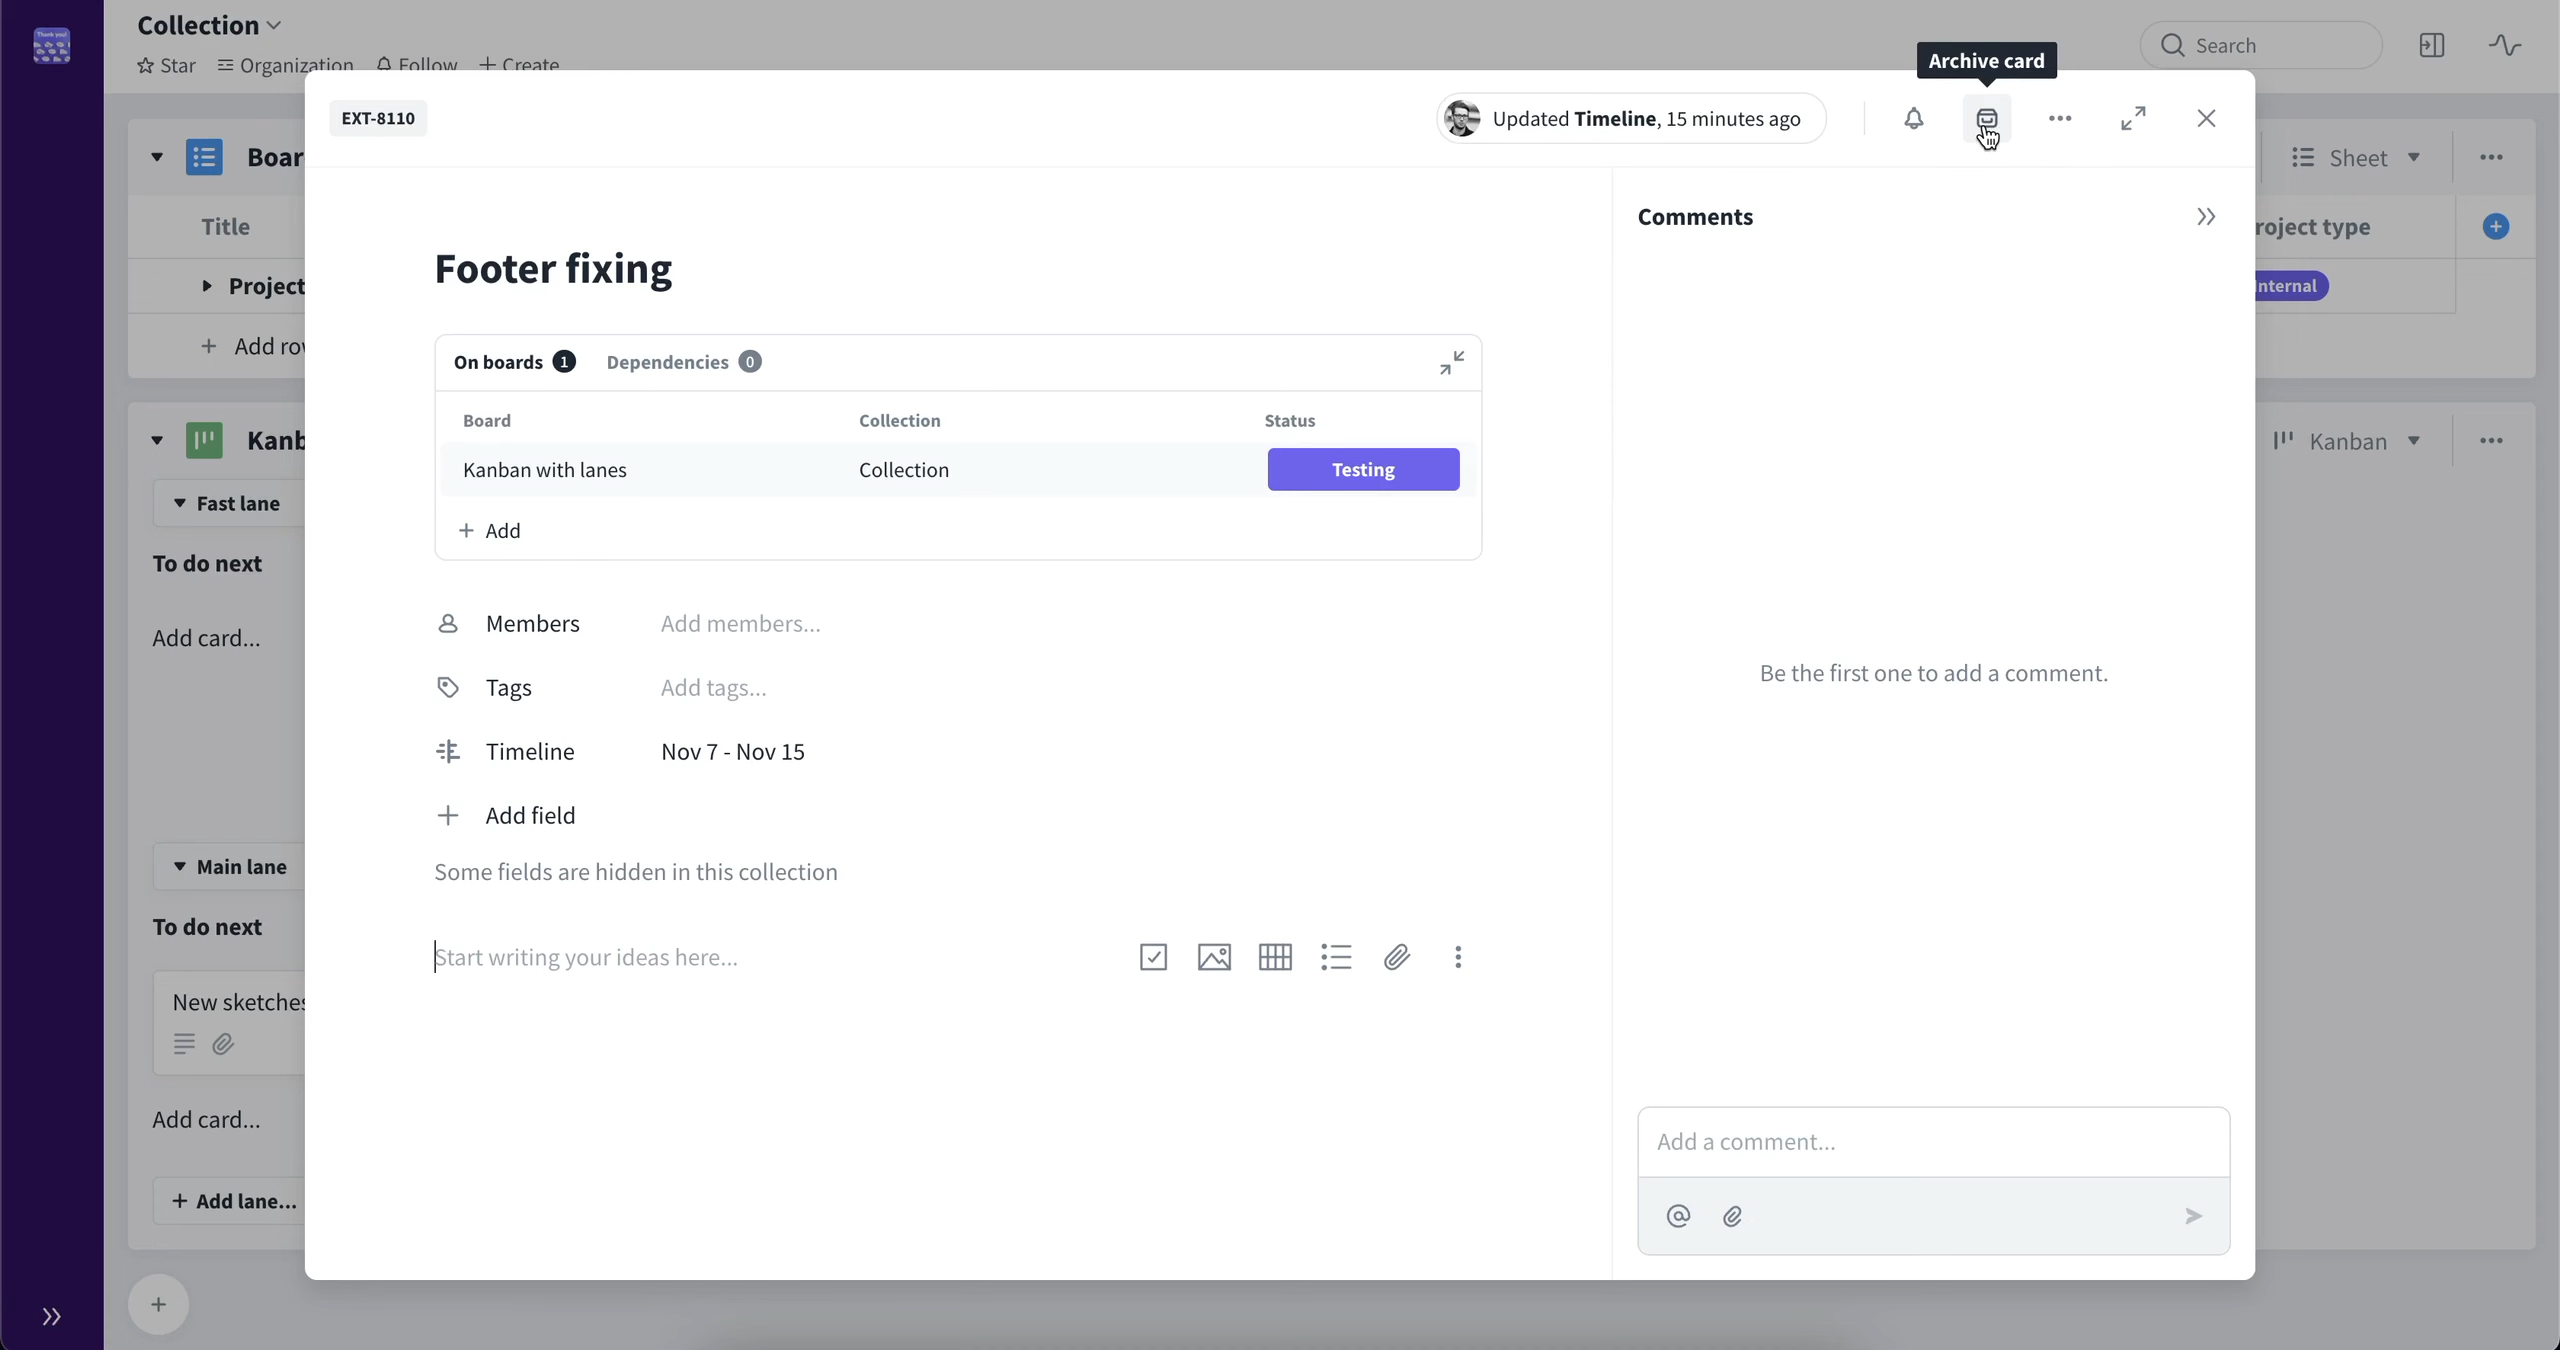 Thank you!
Collection
Star Organization Follow + Create
Search
Archive card
EXT-8110
Updated Timeline, 15 minutes ago
Boar
Sheet
Title
roject type
Project
nternal
+ Add rov
Kanb
Kanban
Fast lane
To do next
Add card...
Main lane
To do next
New sketches
Add card...
+ Add lane...
Footer fixing
On boards 1 Dependencies 0
Board Collection Status
Kanban with lanes Collection Testing
+ Add
Members Add members...
Tags Add tags...
Timeline Nov 7 - Nov 15
+ Add field
Some fields are hidden in this collection
Start writing your ideas here...
Comments
Be the first one to add a comment.
Add a comment...